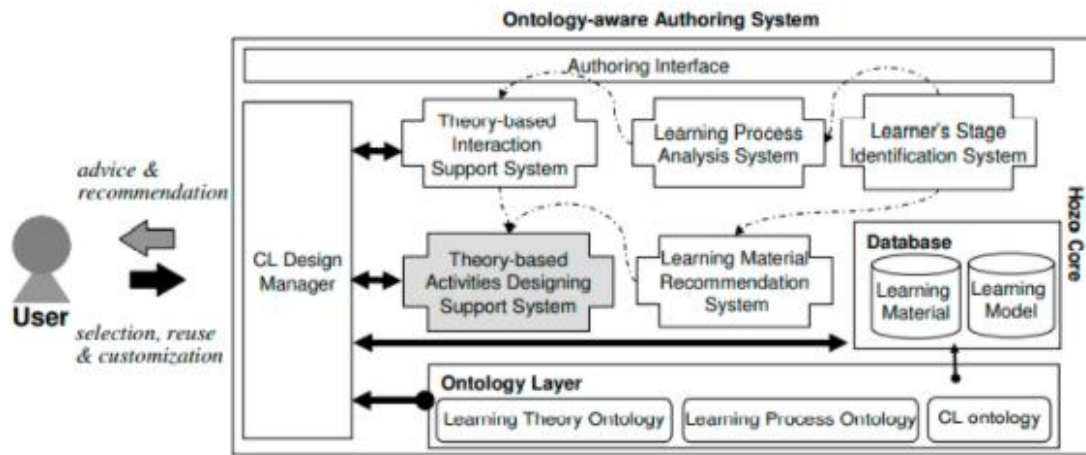 Ontology-aware Authoring System
Authoring Interface
Theory-based
Interaction
Support System
Learning Process
Analysis System
Learner's Stage
Identification System
advice &
recommendation
User
selection, reuse
& customization
CL Design
Manager
Theory-based
Activities Designing
Support System
Learning Material
Recommendation
System
Database
Learning
Material
Learning
Model
Hozo Core
Ontology Layer
Learning Theory Ontology
Learning Process Ontology
CL ontology